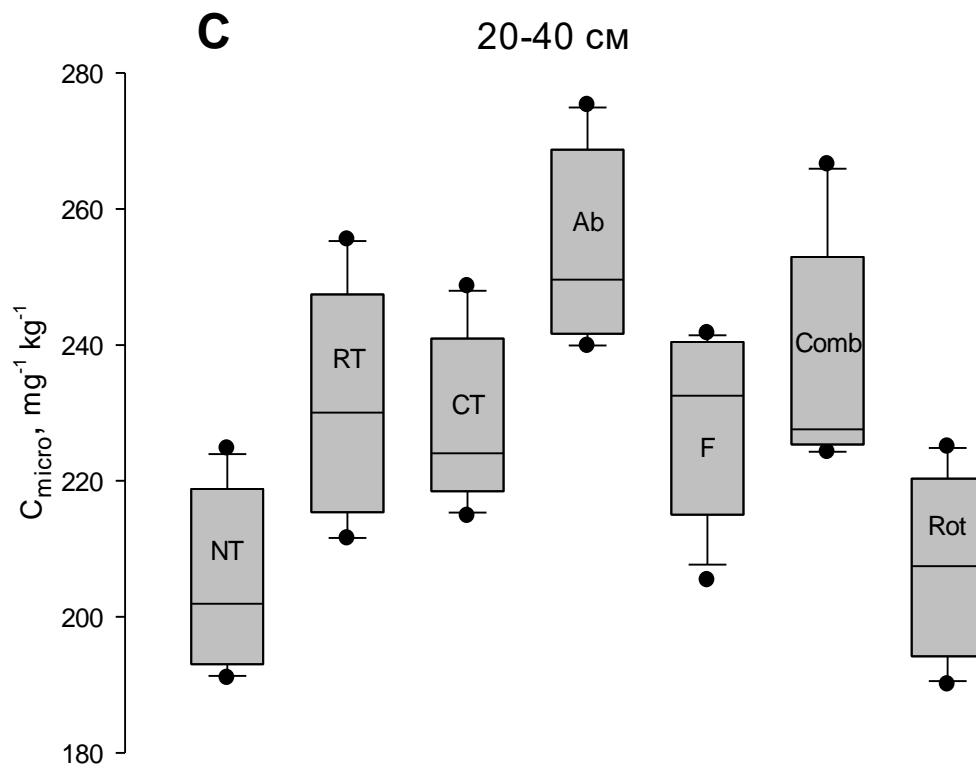 C
20-40 см
280
260
240
220
200
180
C_micro, mg⁻¹ kg⁻¹
NT
RT
CT
Ab
F
Comb
Rot